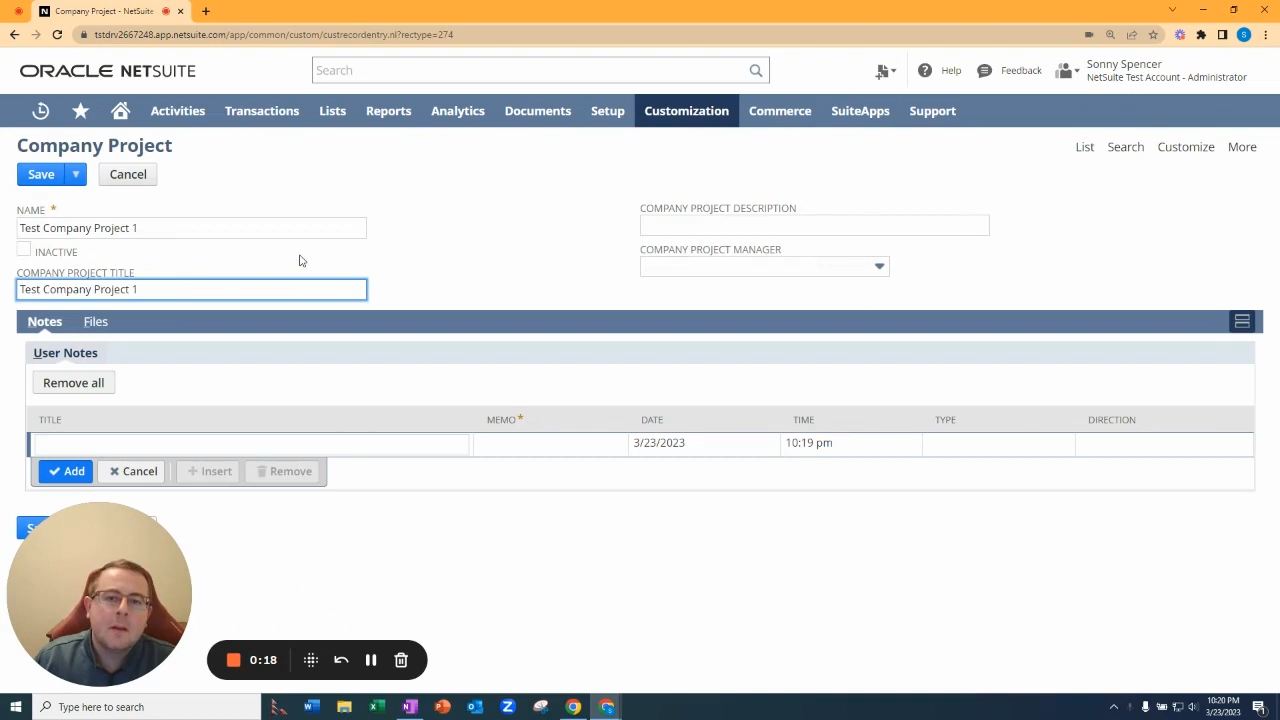 Company Project - NetSuite
tstdrv2667248.app.netsuite.com/app/common/custom/custrecordentry.nl?rectype=274
S
ORACLE NETSUITE
Search
Help
Feedback
Sonny Spencer
NetSuite Test Account - Administrator
Activities
Transactions
Lists
Reports
Analytics
Documents
Setup
Customization
Commerce
SuiteApps
Support
Company Project
List
Search
Customize
More
Save
Cancel
NAME *
Test Company Project 1
INACTIVE
COMPANY PROJECT TITLE
Test Company Project 1
COMPANY PROJECT DESCRIPTION
COMPANY PROJECT MANAGER
Notes
Files
User Notes
Remove all
TITLE
MEMO *
DATE
TIME
TYPE
DIRECTION
3/23/2023
10:19 pm
Add
Cancel
Insert
Remove
0:18
Type here to search
10:20 PM
3/23/2023